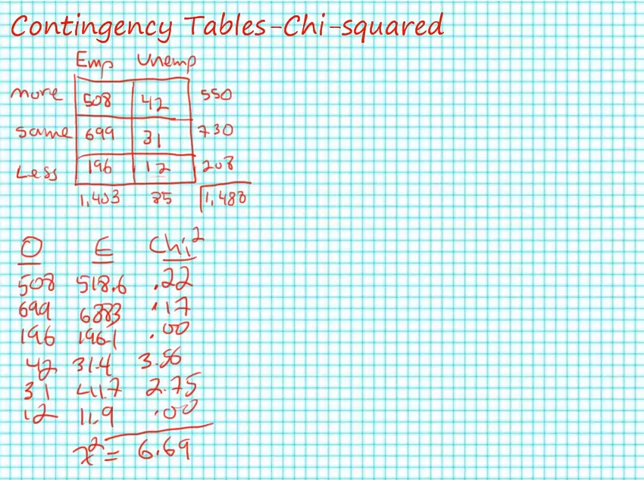 Contingency Tables-Chi-squared
Emp Unemp
more 508 42 550
same 699 31 730
Less 196 12 208
1,403 85 1,488
O E Chi²
508 518.6 .22
699 688.3 .17
196 196.1 .00
42 31.4 3.56
31 41.7 2.75
12 11.9 .00
x² = 6.69